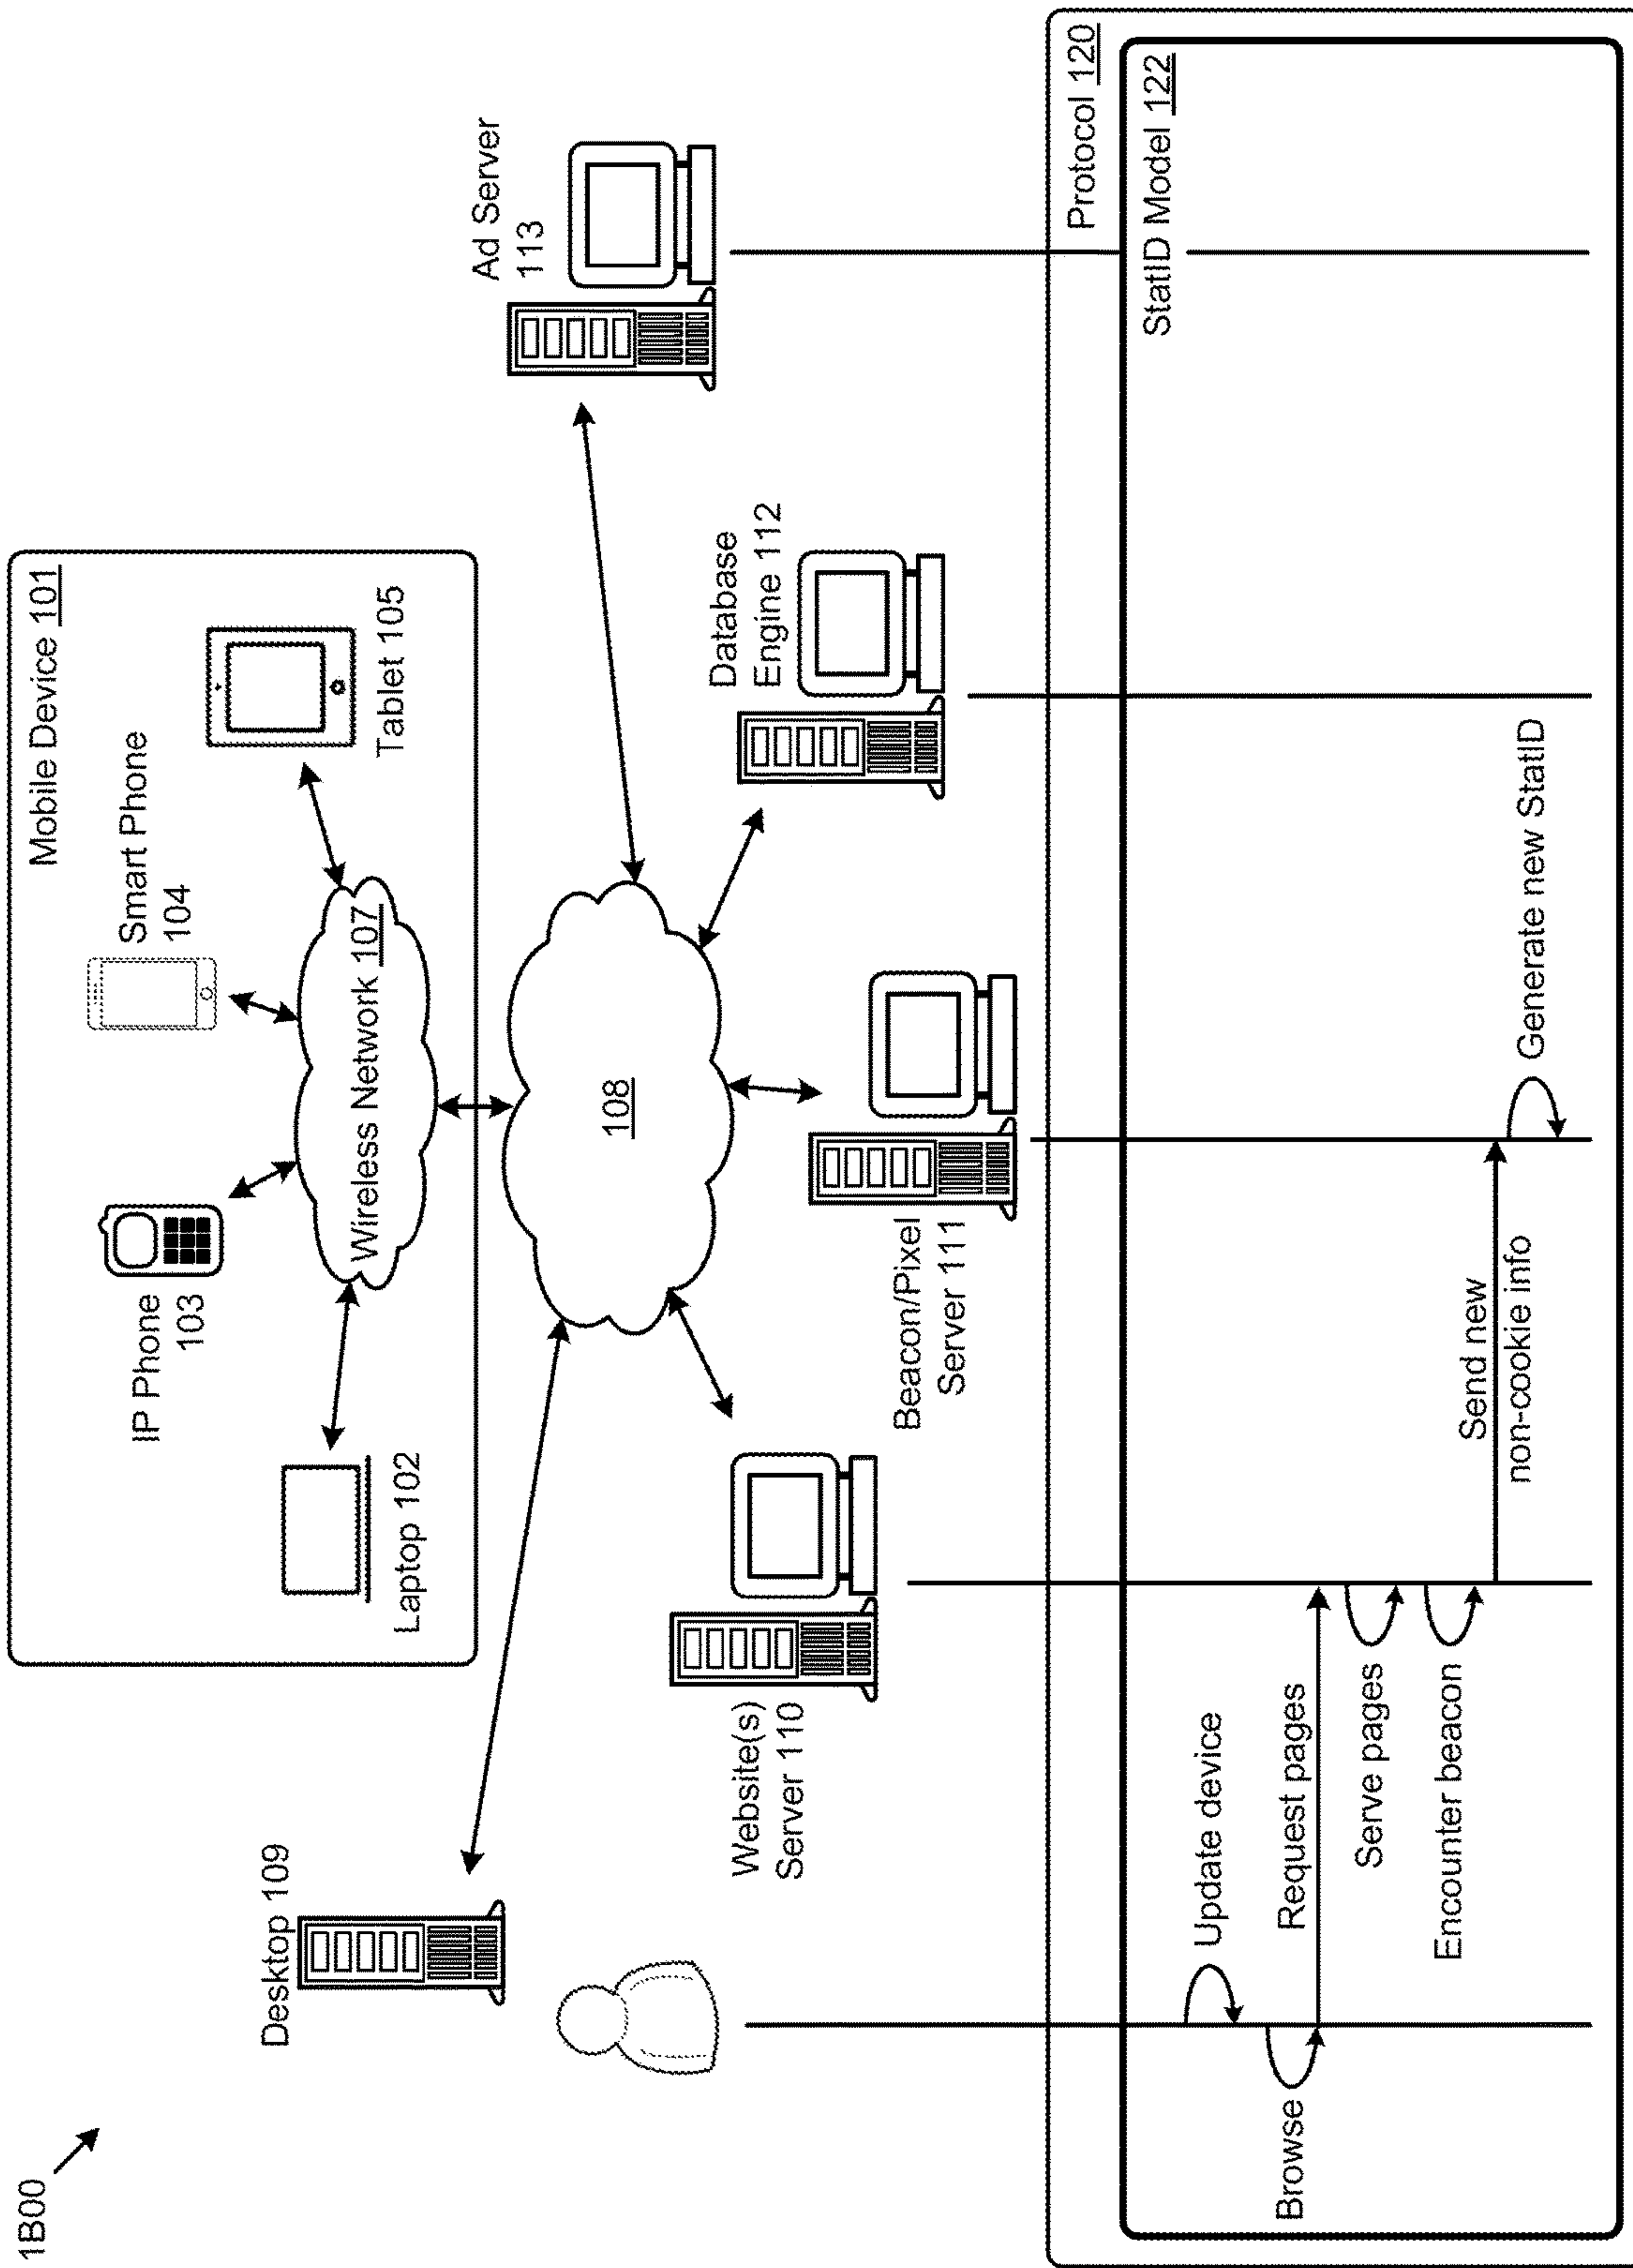 1B00
Mobile Device 101
Desktop 109
Laptop 102
IP Phone
103
Smart Phone
104
Tablet 105
Wireless Network 107
108
Website(s)
Server 110
Beacon/Pixel
Server 111
Database
Engine 112
Ad Server
113
Protocol 120
StatID Model 122
Update device
Browse
Request pages
Serve pages
Encounter beacon
Send new
non-cookie info
Generate new StatID